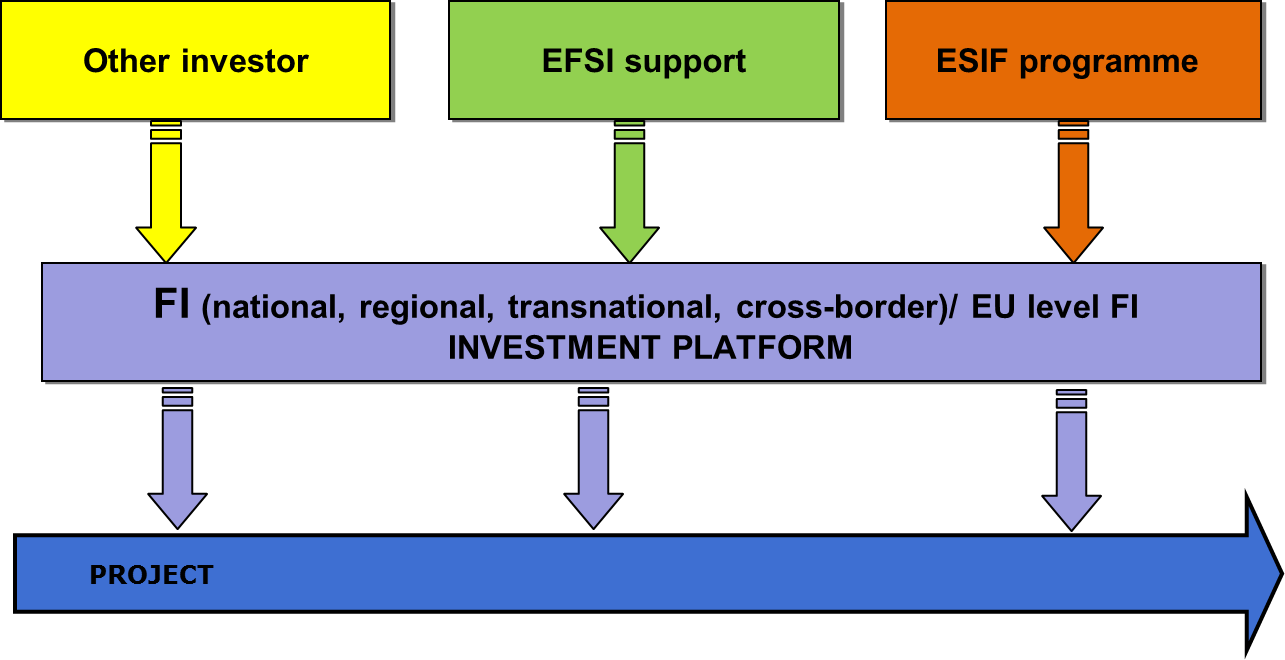 Other investor
EFSI support
ESIF programme
FI (national, regional, transnational, cross-border)/ EU level FI
INVESTMENT PLATFORM
PROJECT